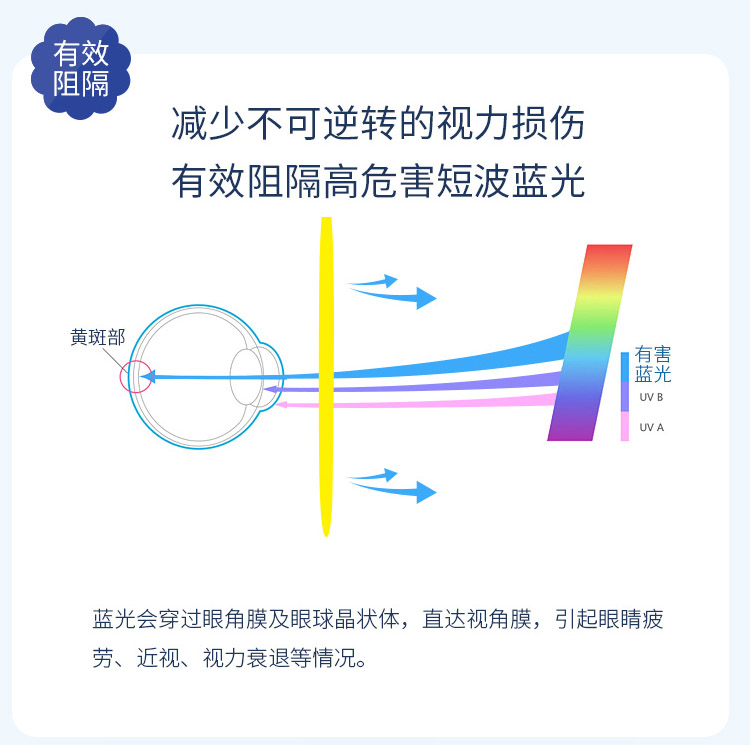 有效
阻隔
减少不可逆转的视力损伤
有效阻隔高危害短波蓝光
黄斑部
有害
蓝光
UV B
UV A
蓝光会穿过眼角膜及眼球晶状体，直达视角膜，引起眼睛疲
劳、近视、视力衰退等情况。